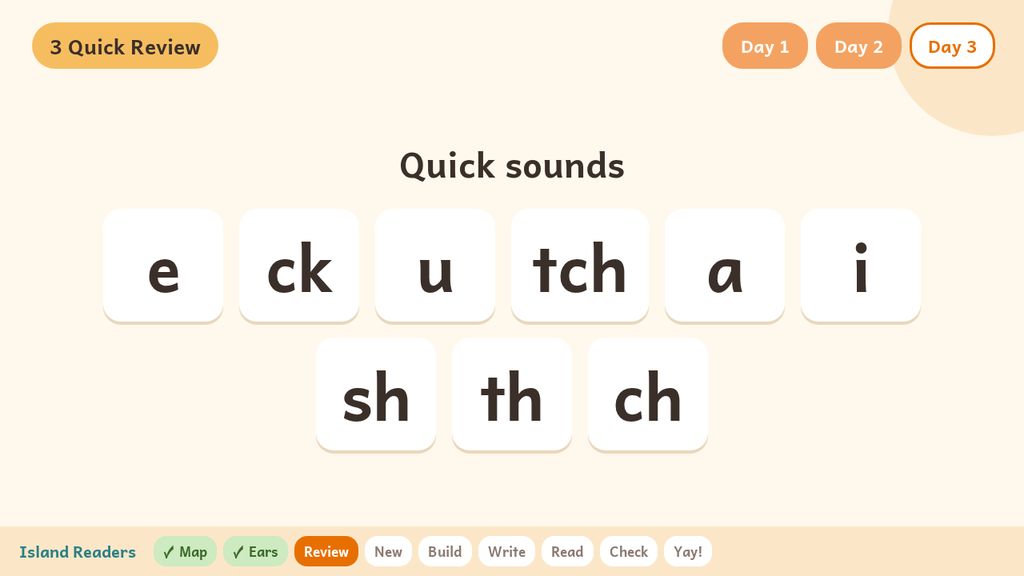 3 Quick Review
Day 1 Day 2 Day 3
Quick sounds
e ck u tch a i
sh th ch
Island Readers ✓ Map ✓ Ears Review New Build Write Read Check Yay!